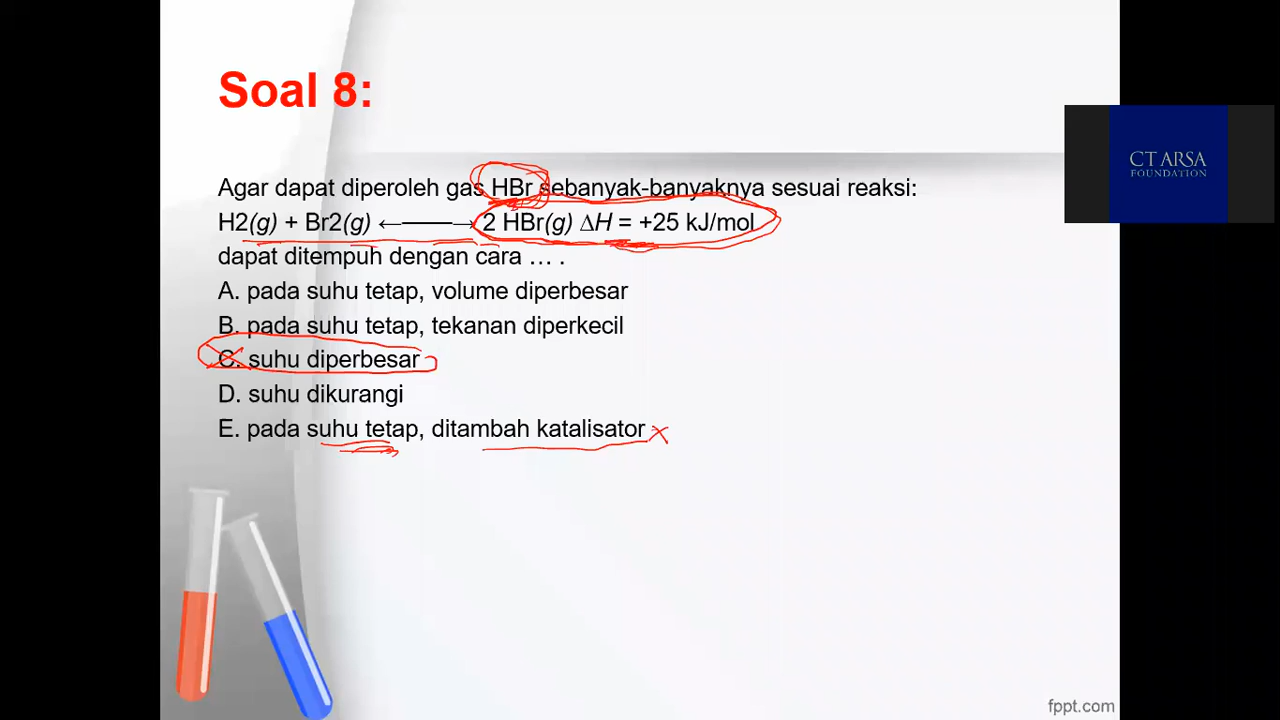 Soal 8:
CT ARSA
FOUNDATION
Agar dapat diperoleh gas HBr sebanyak-banyaknya sesuai reaksi:
H2(g) + Br2(g) ←――→ 2 HBr(g) ΔH = +25 kJ/mol
dapat ditempuh dengan cara … .
A. pada suhu tetap, volume diperbesar
B. pada suhu tetap, tekanan diperkecil
C. suhu diperbesar
D. suhu dikurangi
E. pada suhu tetap, ditambah katalisator
fppt.com